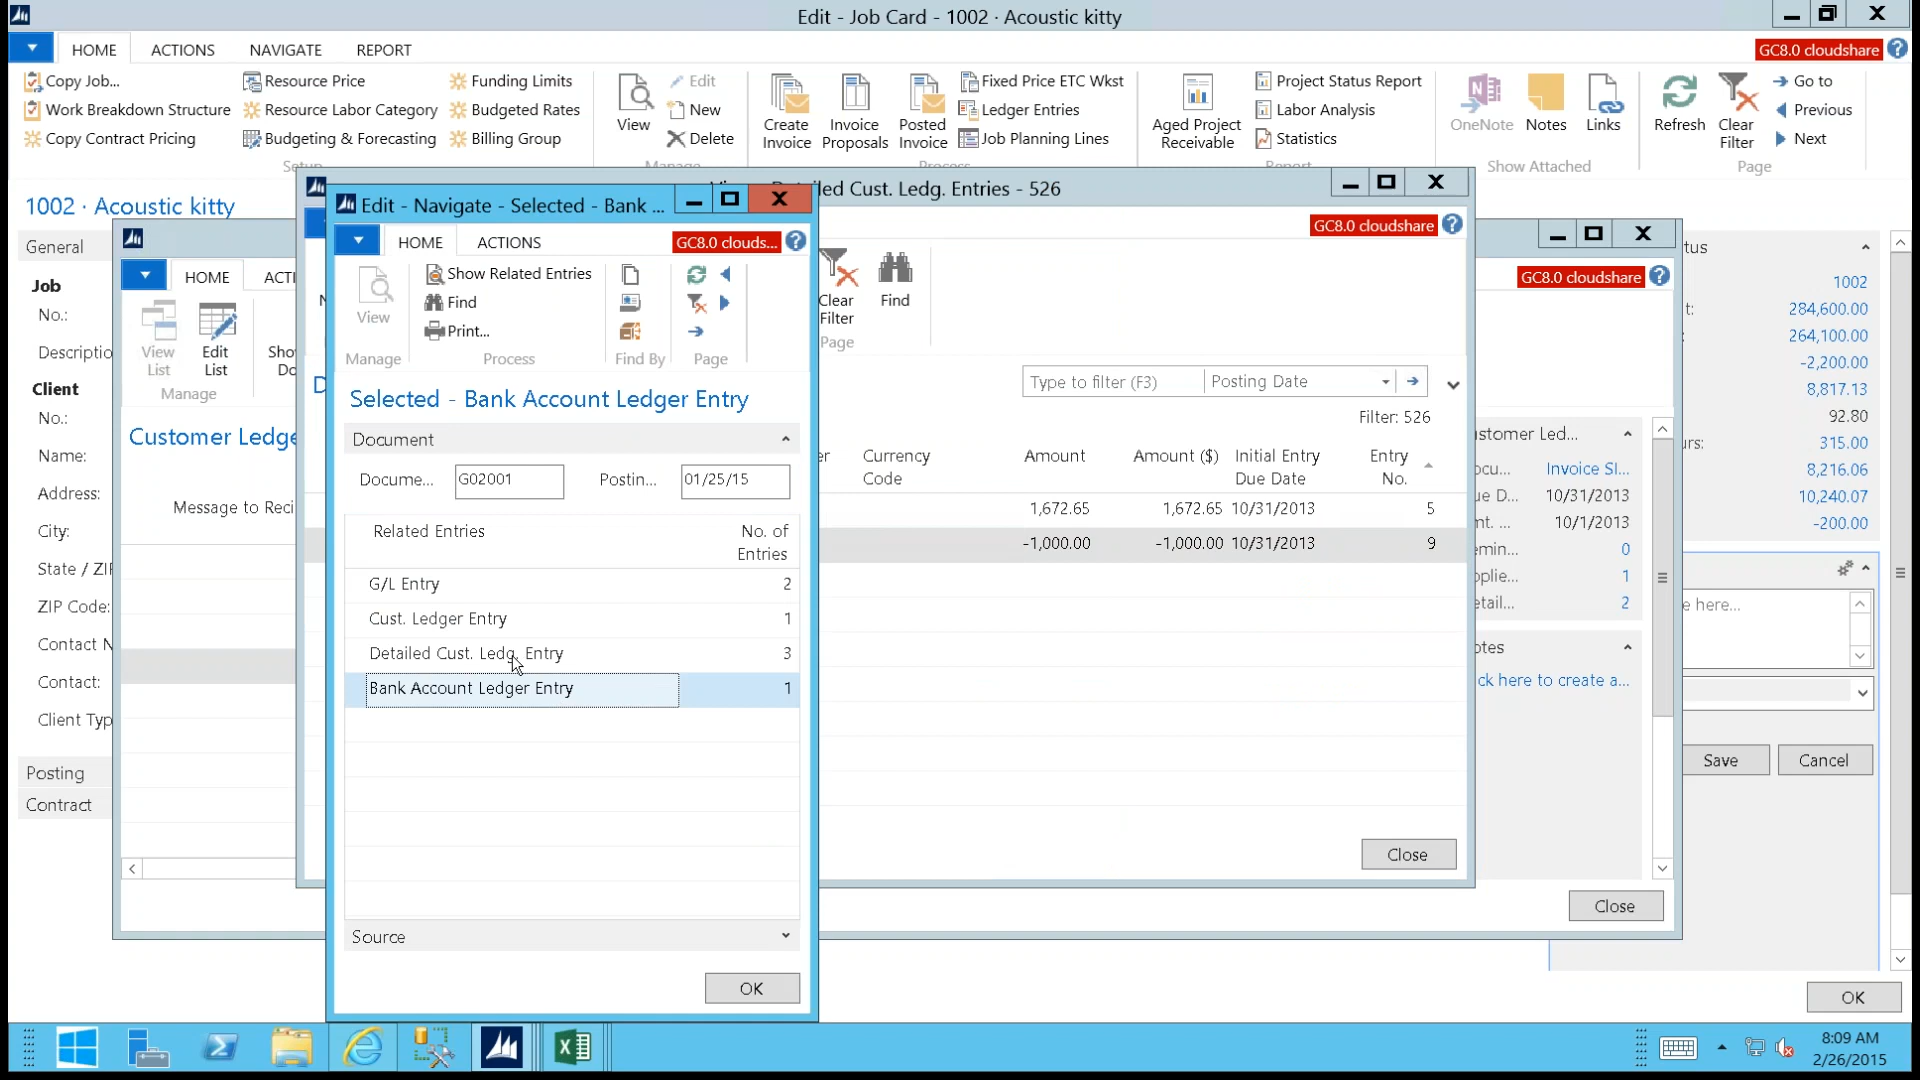 Edit - Job Card - 1002 · Acoustic kitty
HOME ACTIONS NAVIGATE REPORT
GC8.0 cloudshare
Copy Job...
Work Breakdown Structure
Copy Contract Pricing
Resource Price
Resource Labor Category
Budgeting & Forecasting
Funding Limits
Budgeted Rates
Billing Group
View
Edit
New
Delete
Create Invoice
Invoice Proposals
Posted Invoice
Fixed Price ETC Wkst
Ledger Entries
Job Planning Lines
Aged Project Receivable
Project Status Report
Labor Analysis
Statistics
OneNote
Notes
Links
Refresh
Clear Filter
Go to
Previous
Next
Show Attached
Page
1002 · Acoustic kitty
General
Job
No.:
Client
No.:
Name:
Address:
City:
ZIP Code:
Contact:
Posting
Contract
HOME
View List
Edit List
Manage
Message to Reci
Edit - Navigate - Selected - Bank ...
HOME ACTIONS
GC8.0 clouds...
View
Manage
Show Related Entries
Find
Print...
Process
Find By
Page
Selected - Bank Account Ledger Entry
Document
Docume... G02001 Postin... 01/25/15
Related Entries No. of Entries
G/L Entry 2
Cust. Ledger Entry 1
Detailed Cust. Ledg. Entry 3
Bank Account Ledger Entry 1
Source
OK
ed Cust. Ledg. Entries - 526
GC8.0 cloudshare
Clear Filter
Find
Page
Type to filter (F3) Posting Date
Filter: 526
Currency Code Amount Amount ($) Initial Entry Due Date Entry No.
1,672.65 1,672.65 10/31/2013 5
-1,000.00 -1,000.00 10/31/2013 9
Close
GC8.0 cloudshare
stomer Led...
Invoice SI...
ue D... 10/31/2013
10/1/2013
0
1
2
otes
ck here to create a...
Close
tus
1002
284,600.00
264,100.00
-2,200.00
8,817.13
92.80
urs: 315.00
8,216.06
10,240.07
-200.00
e here...
Save Cancel
OK
8:09 AM
2/26/2015